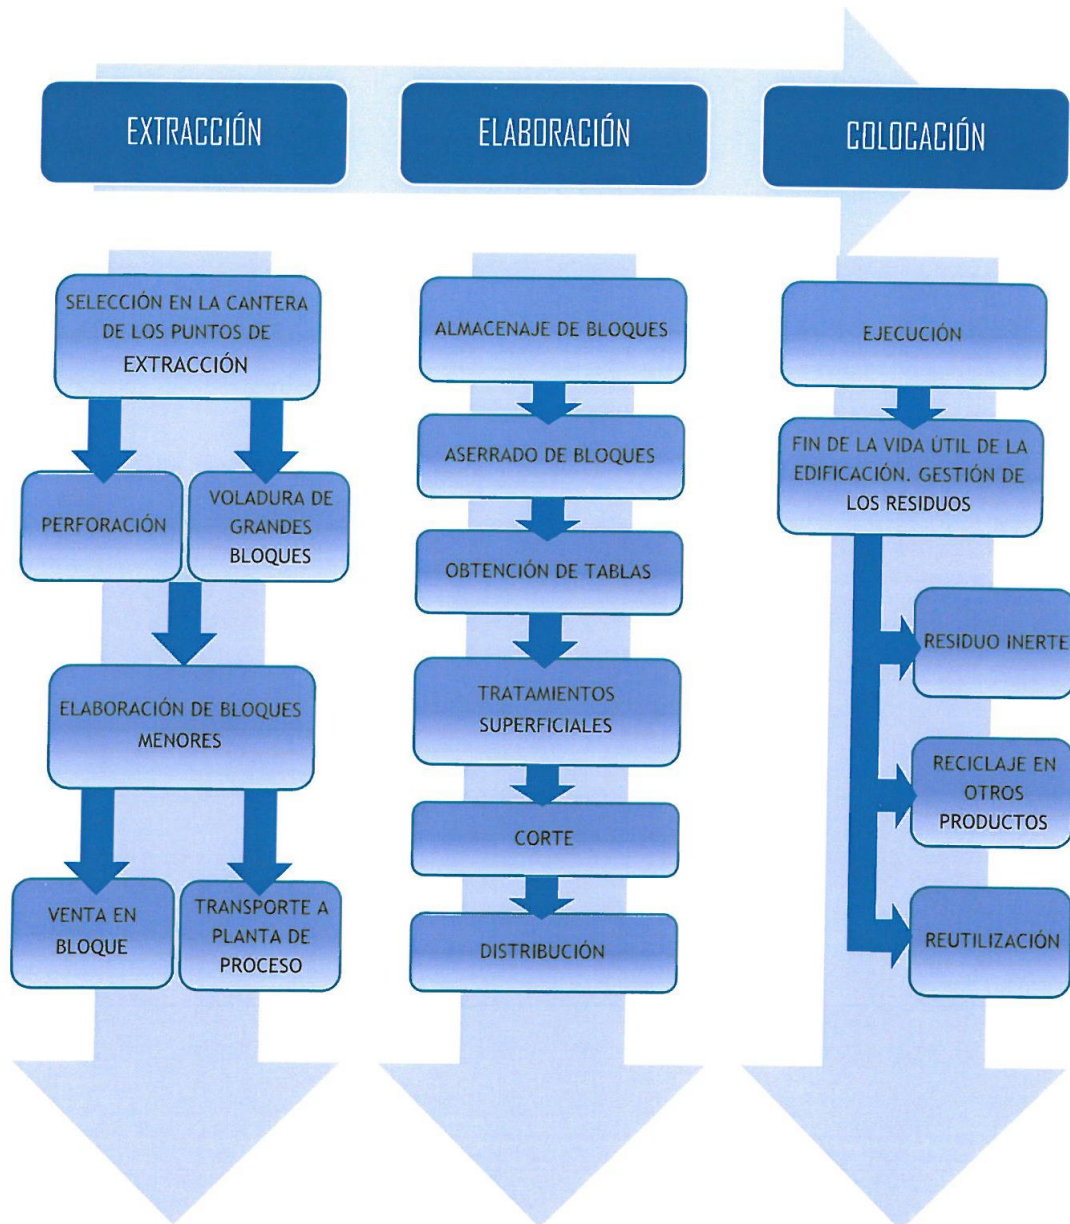 EXTRACCIÓN
ELABORACIÓN
COLOCACIÓN
SELECCIÓN EN LA CANTERA
DE LOS PUNTOS DE
EXTRACCIÓN
PERFORACIÓN
VOLADURA DE
GRANDES
BLOQUES
ELABORACIÓN DE BLOQUES
MENORES
VENTA EN
BLOQUE
TRANSPORTE A
PLANTA DE
PROCESO
ALMACENAJE DE BLOQUES
ASERRADO DE BLOQUES
OBTENCIÓN DE TABLAS
TRATAMIENTOS
SUPERFICIALES
CORTE
DISTRIBUCIÓN
EJECUCIÓN
FIN DE LA VIDA ÚTIL DE LA
EDIFICACIÓN. GESTIÓN DE
LOS RESIDUOS
RESIDUO INERTE
RECICLAJE EN
OTROS
PRODUCTOS
REUTILIZACIÓN